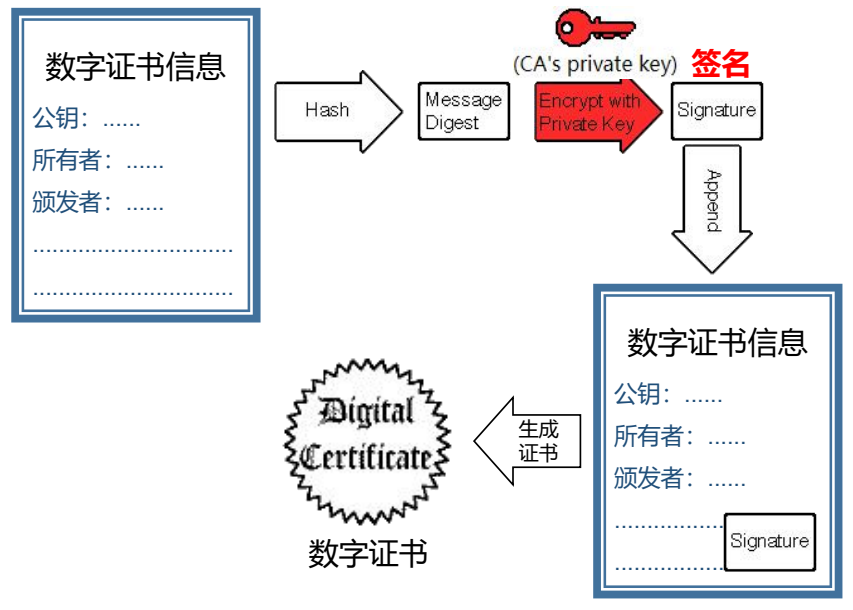 数字证书信息
公钥：......
所有者：......
颁发者：......
...............................
...............................
Hash
Message
Digest
(CA's private key) 签名
Encrypt with
Private Key
Signature
Append
数字证书信息
公钥：......
所有者：......
颁发者：......
.................
.................
Signature
生成
证书
Digital
Certificate
数字证书